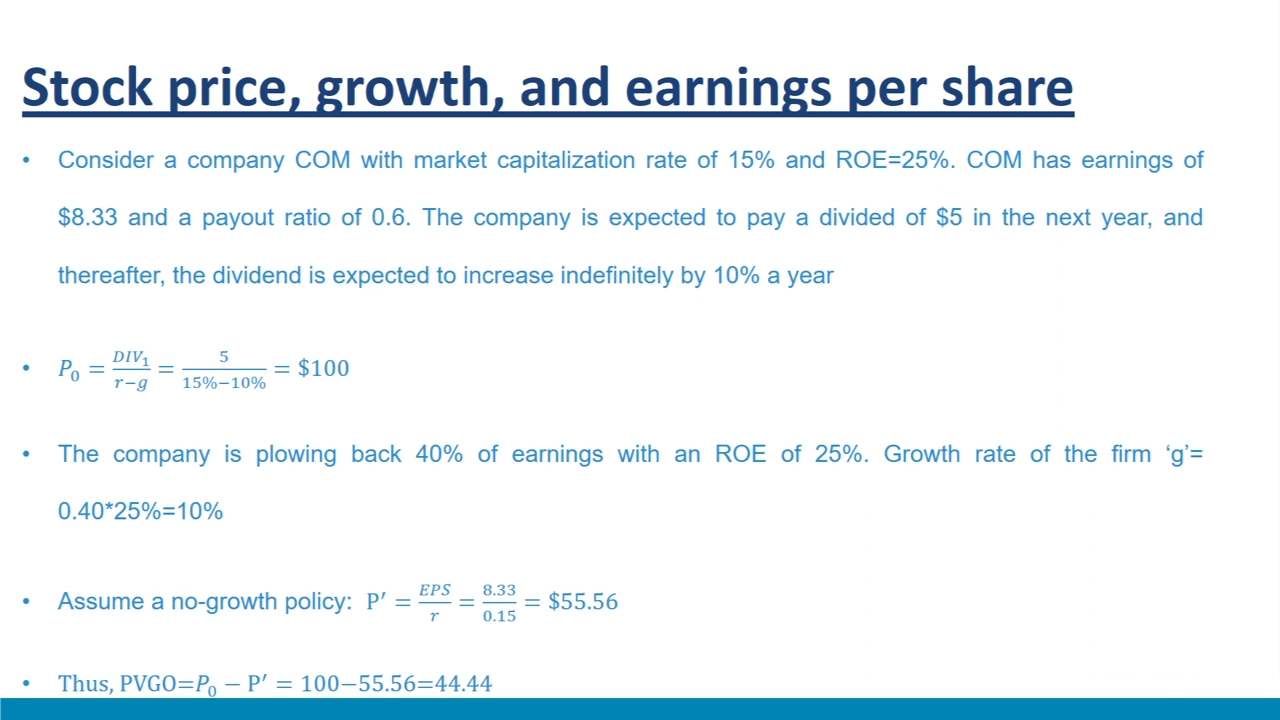 Stock price, growth, and earnings per share
• Consider a company COM with market capitalization rate of 15% and ROE=25%. COM has earnings of
$8.33 and a payout ratio of 0.6. The company is expected to pay a divided of $5 in the next year, and
thereafter, the dividend is expected to increase indefinitely by 10% a year
• P₀ = DIV₁/(r−g) = 5/(15%−10%) = $100
• The company is plowing back 40% of earnings with an ROE of 25%. Growth rate of the firm ‘g’=
0.40*25%=10%
• Assume a no-growth policy: P′ = EPS/r = 8.33/0.15 = $55.56
• Thus, PVGO=P₀ − P′ = 100−55.56=44.44